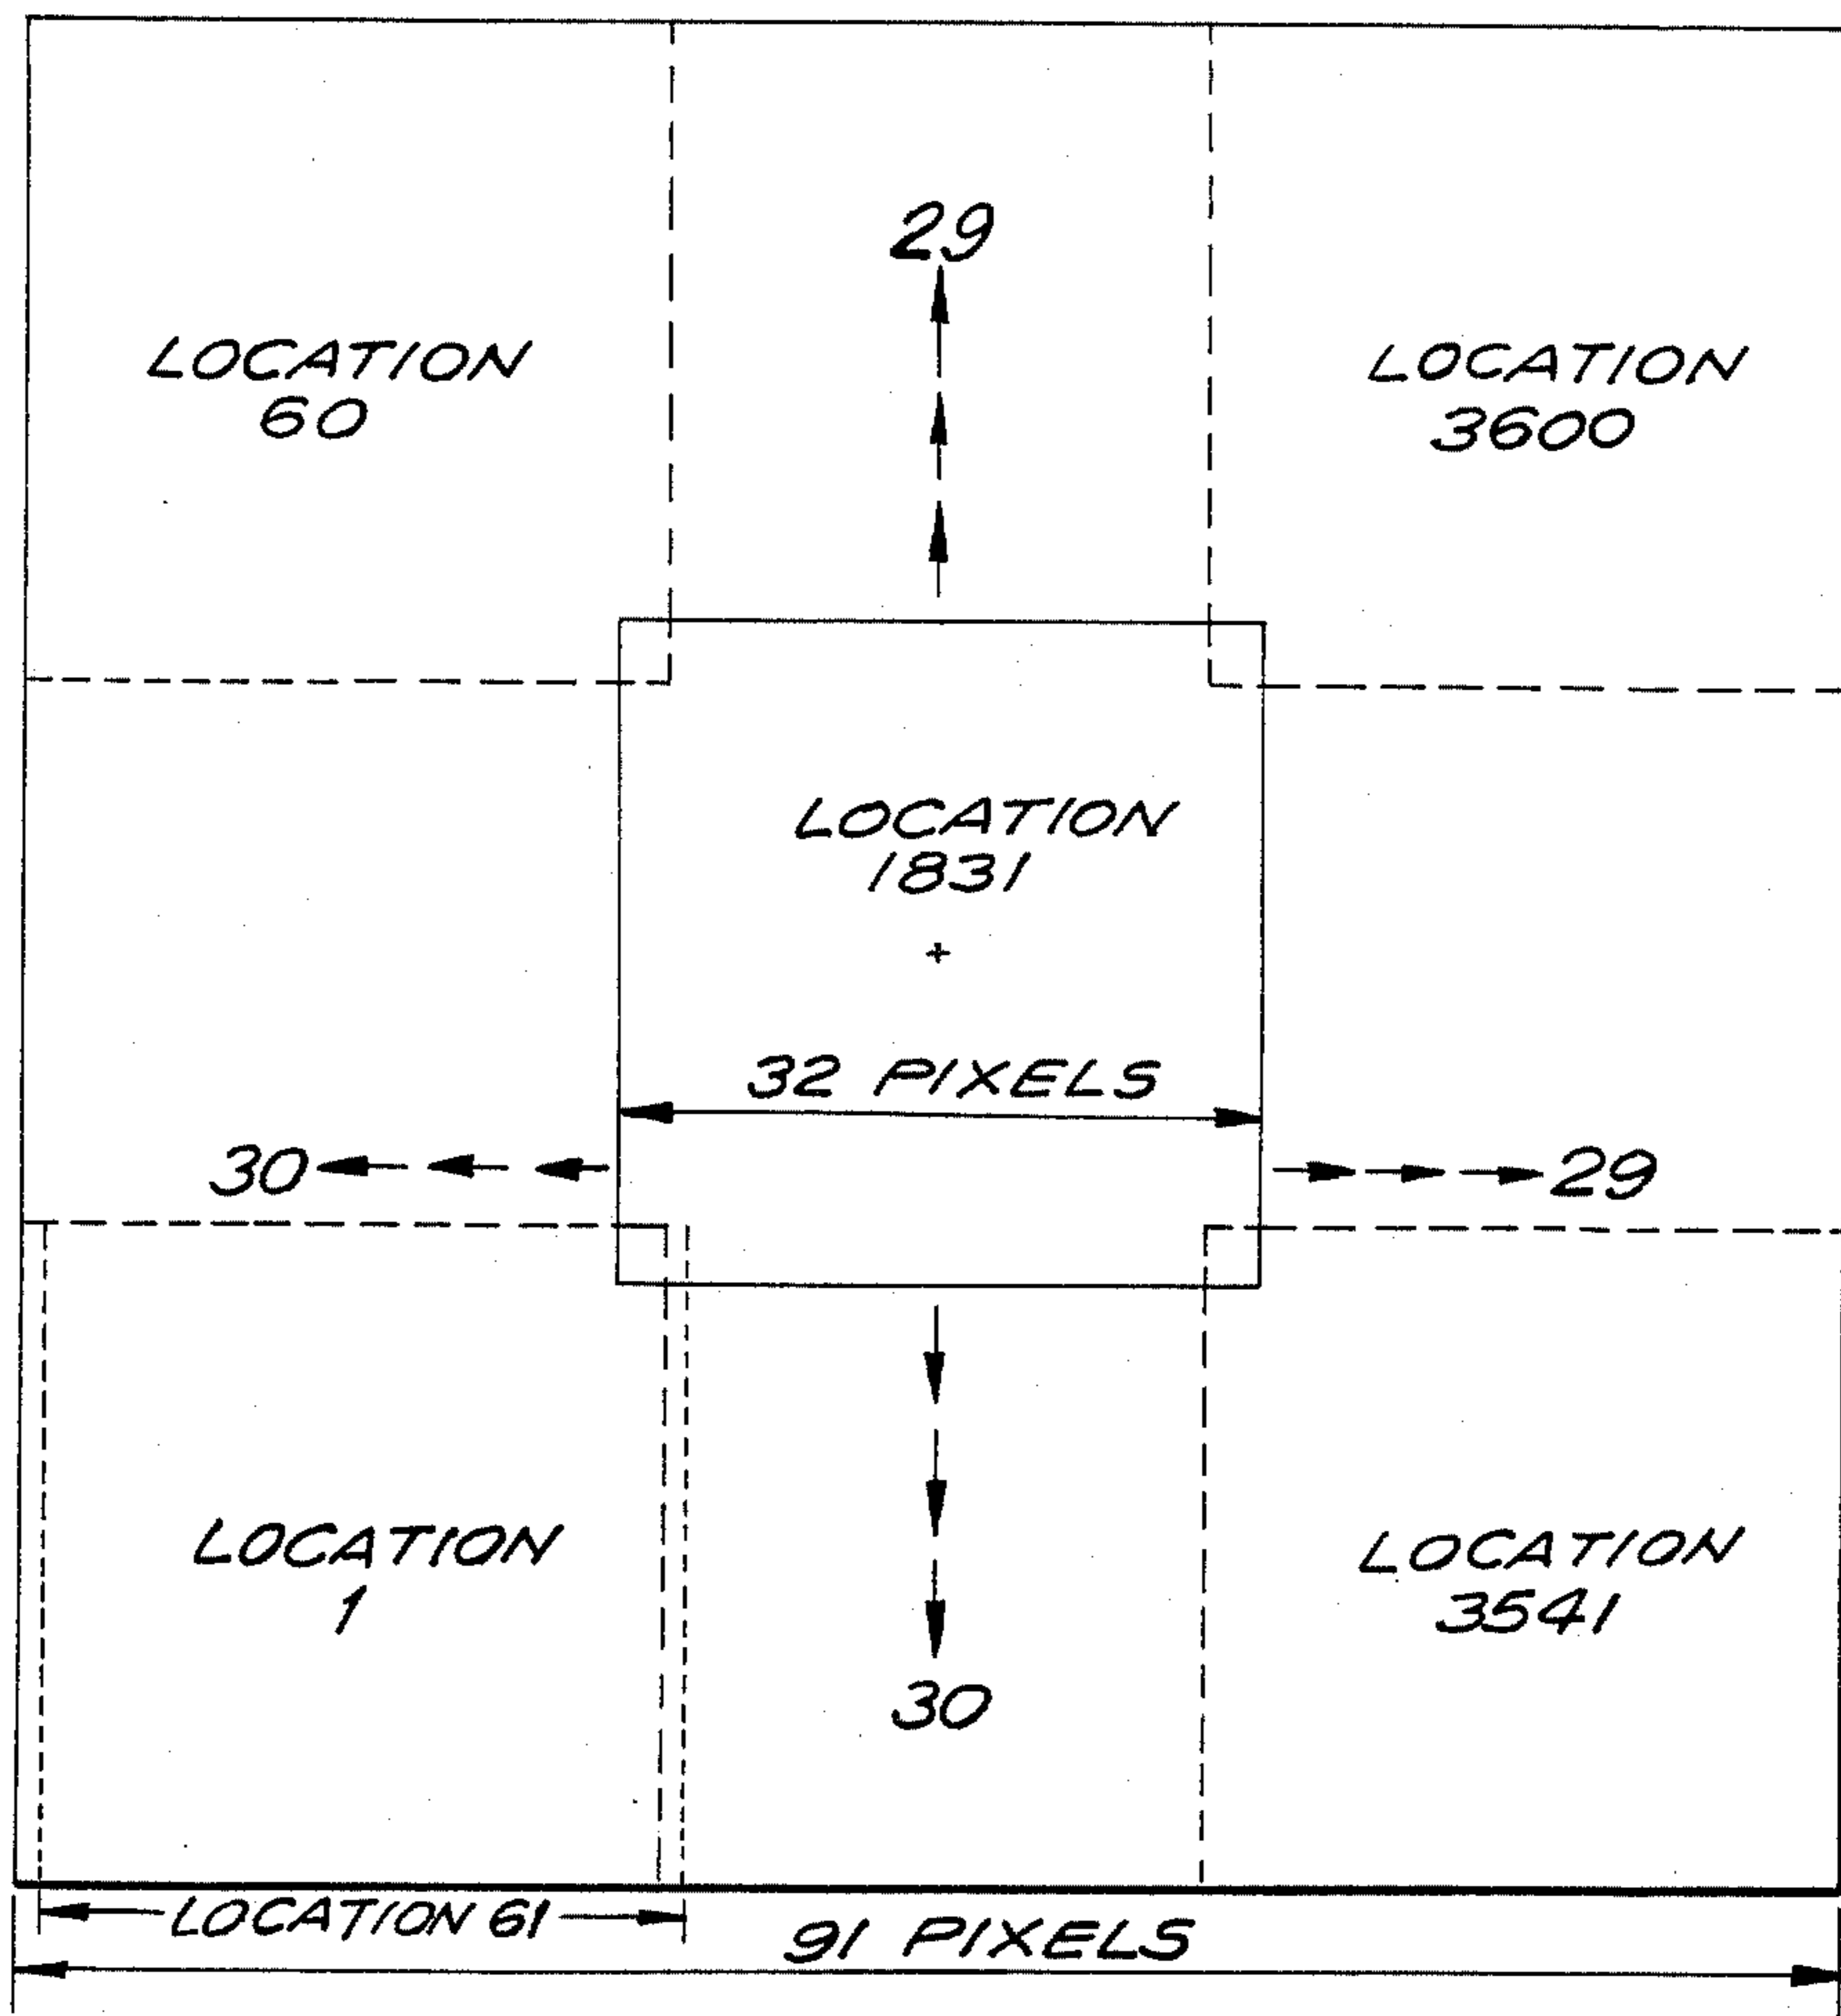 29
LOCATION
60
LOCATION
3600
LOCATION
1831
+
32 PIXELS
30
29
LOCATION
1
LOCATION
3541
30
LOCATION 61
91 PIXELS